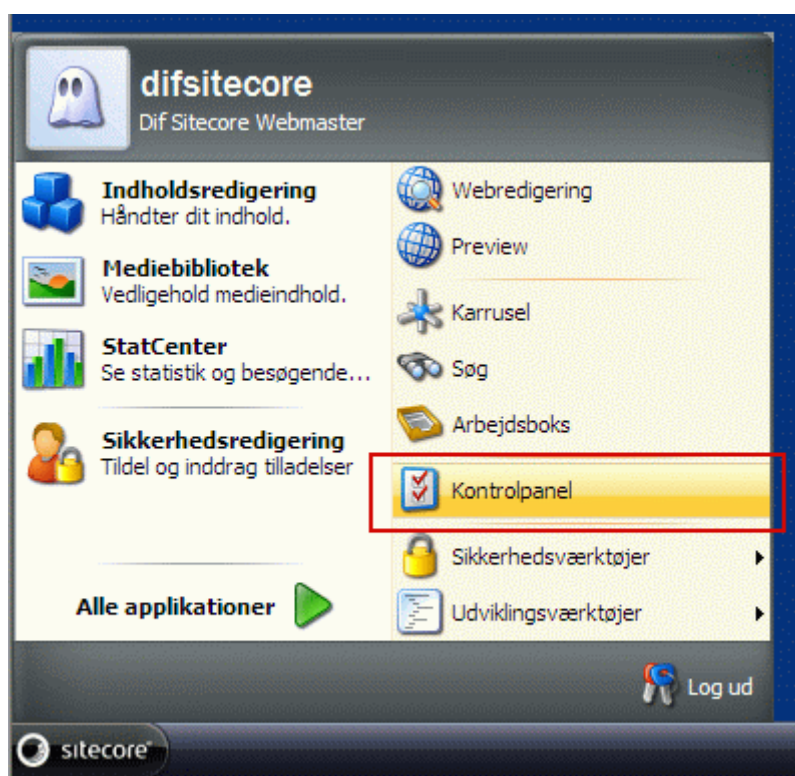 difsitecore
Dif Sitecore Webmaster
Indholdsredigering
Håndter dit indhold.
Mediebibliotek
Vedligehold medieindhold.
StatCenter
Se statistik og besøgende...
Sikkerhedsredigering
Tildel og inddrag tilladelser
Alle applikationer
Webredigering
Preview
Karrusel
Søg
Arbejdsboks
Kontrolpanel
Sikkerhedsværktøjer
Udviklingsværktøjer
Log ud
sitecore